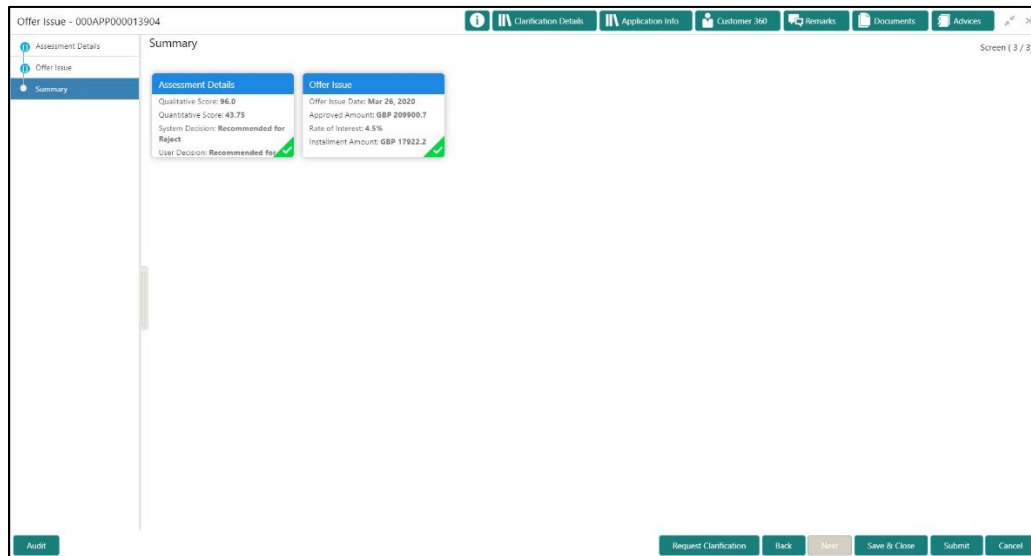 Offer Issue - 000APP000013904
Clarification Details
Application Info
Customer 360
Remarks
Documents
Advices
Assessment Details
Offer Issue
Summary
Summary
Screen ( 3 / 3)
Assessment Details
Qualitative Score: 96.0
Quantitative Score: 43.75
System Decision: Recommended for
Reject
User Decision: Recommended for
Offer Issue
Offer Issue Date: Mar 26, 2020
Approved Amount: GBP 209900.7
Rate of Interest: 4.5%
Installment Amount: GBP 17922.2
Audit
Request Clarification
Back
Next
Save & Close
Submit
Cancel